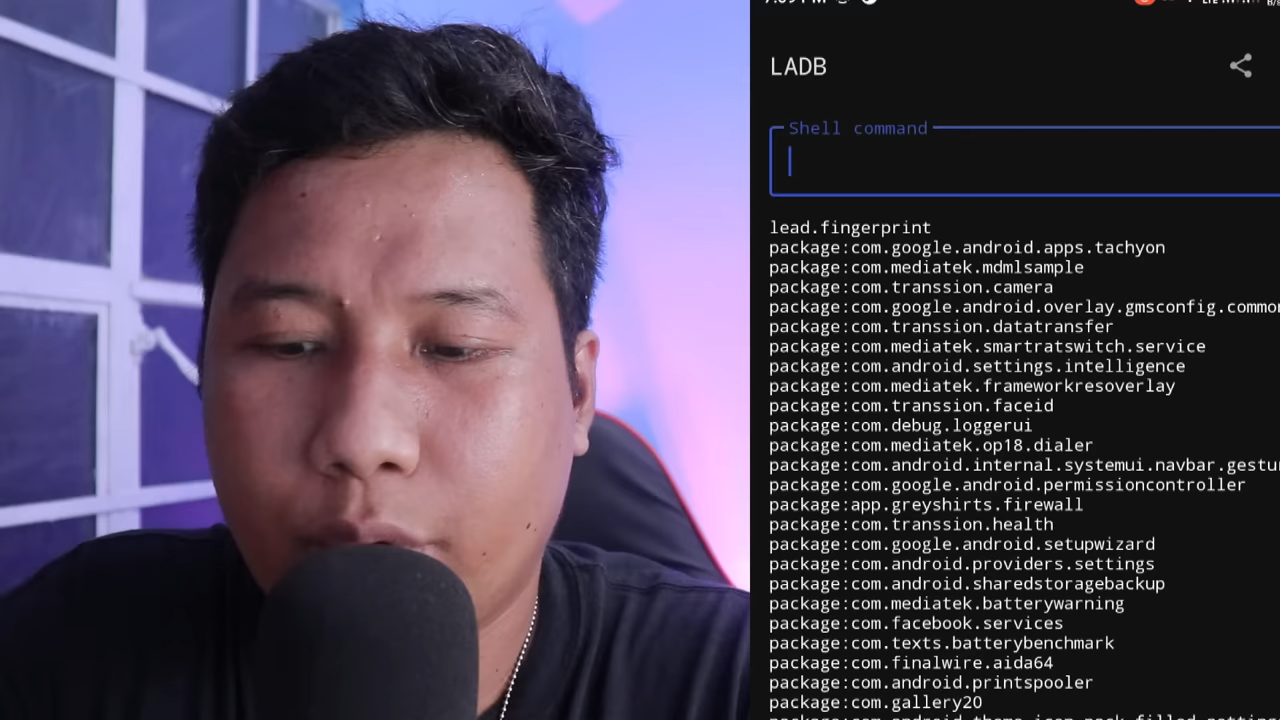 LADB
Shell command
lead.fingerprint
package:com.google.android.apps.tachyon
package:com.mediatek.mdmlsample
package:com.transsion.camera
package:com.google.android.overlay.gmsconfig.common
package:com.transsion.datatransfer
package:com.mediatek.smartratswitch.service
package:com.android.settings.intelligence
package:com.mediatek.frameworkresoverlay
package:com.transsion.faceid
package:com.debug.loggerui
package:com.mediatek.op18.dialer
package:com.android.internal.systemui.navbar.gestu
package:com.google.android.permissioncontroller
package:app.greyshirts.firewall
package:com.transsion.health
package:com.google.android.setupwizard
package:com.android.providers.settings
package:com.android.sharedstoragebackup
package:com.mediatek.batterywarning
package:com.facebook.services
package:com.texts.batterybenchmark
package:com.finalwire.aida64
package:com.android.printspooler
package:com.gallery20